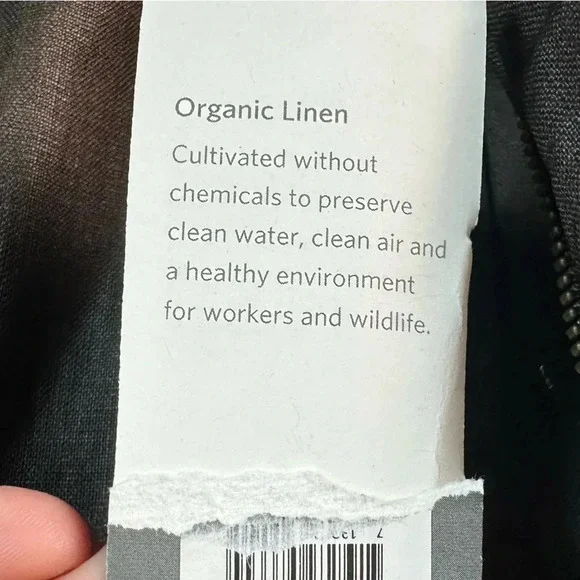 Organic Linen
Cultivated without
chemicals to preserve
clean water, clean air and
a healthy environment
for workers and wildlife.